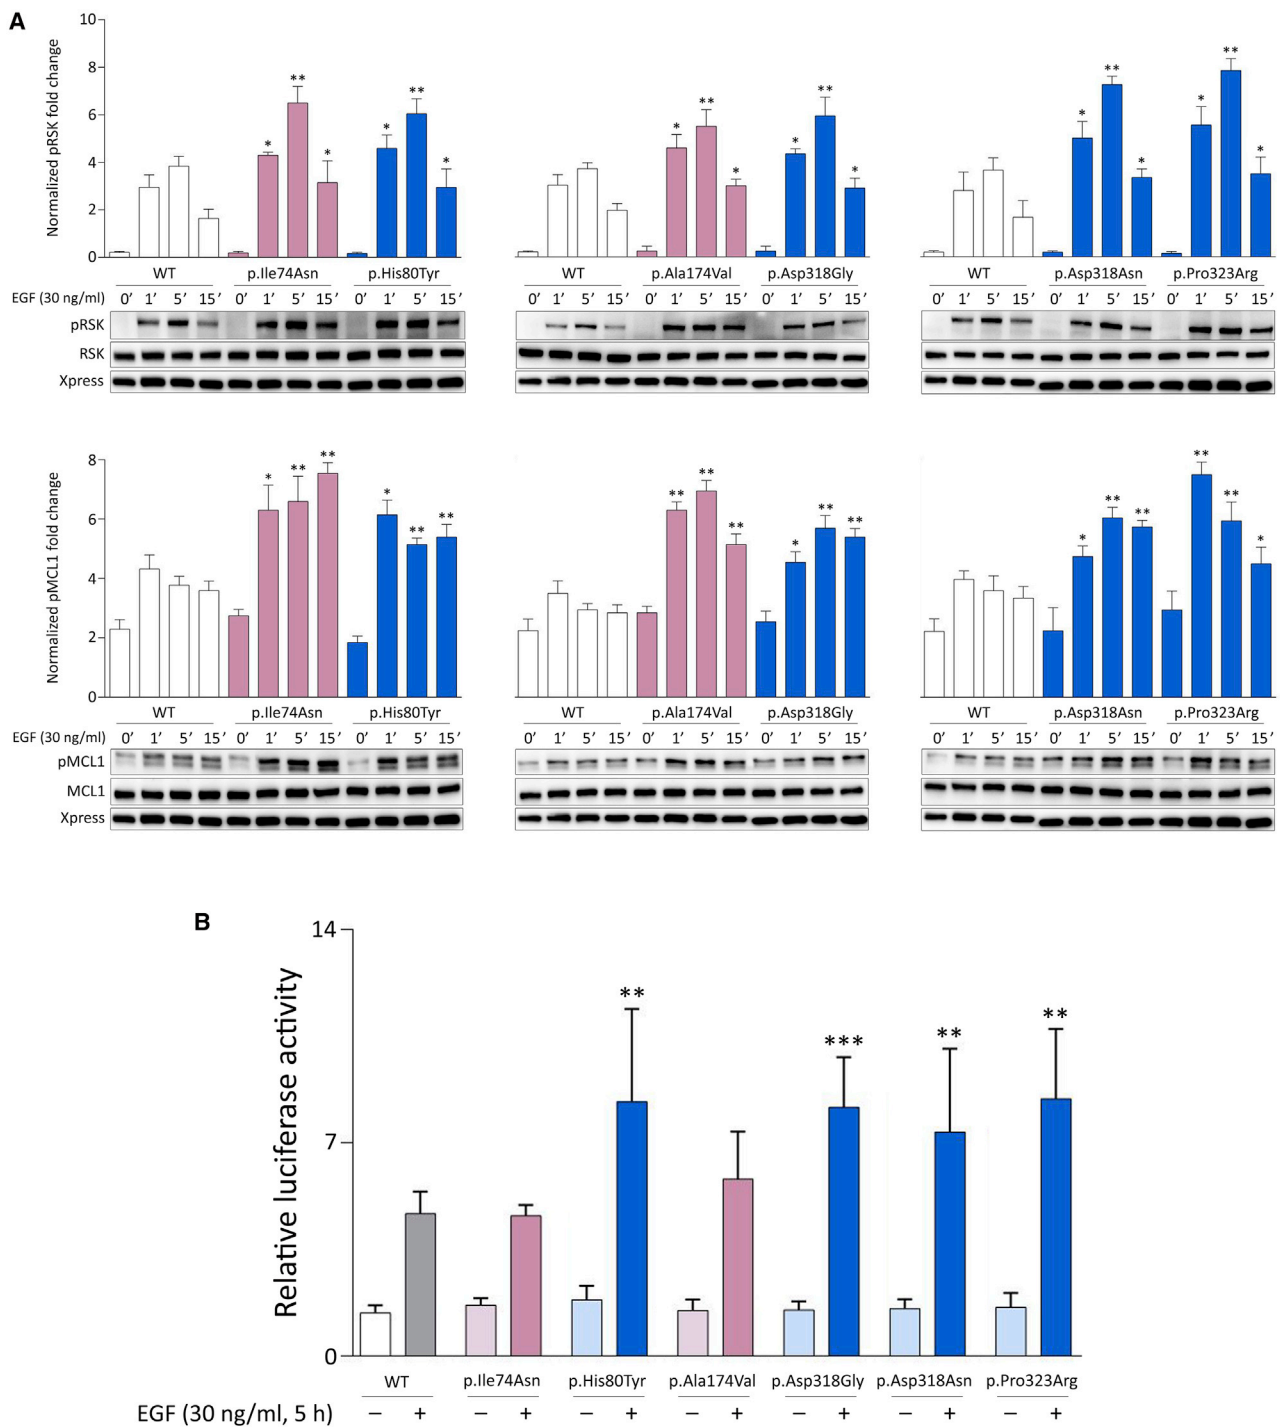 A
Normalized pRSK fold change
10
8
6
4
2
0
* ** * * ** *
* ** * * ** *
* ** * * ** *
WT p.Ile74Asn p.His80Tyr
WT p.Ala174Val p.Asp318Gly
WT p.Asp318Asn p.Pro323Arg
EGF (30 ng/ml) 0′ 1′ 5′ 15′ 0′ 1′ 5′ 15′ 0′ 1′ 5′ 15′
0′ 1′ 5′ 15′ 0′ 1′ 5′ 15′ 0′ 1′ 5′ 15′
0′ 1′ 5′ 15′ 0′ 1′ 5′ 15′ 0′ 1′ 5′ 15′
pRSK
RSK
Xpress
Normalized pMCL1 fold change
8
6
4
2
0
* ** ** * ** **
** ** ** * ** **
* ** ** ** ** *
WT p.Ile74Asn p.His80Tyr
WT p.Ala174Val p.Asp318Gly
WT p.Asp318Asn p.Pro323Arg
EGF (30 ng/ml) 0′ 1′ 5′ 15′ 0′ 1′ 5′ 15′ 0′ 1′ 5′ 15′
0′ 1′ 5′ 15′ 0′ 1′ 5′ 15′ 0′ 1′ 5′ 15′
0′ 1′ 5′ 15′ 0′ 1′ 5′ 15′ 0′ 1′ 5′ 15′
pMCL1
MCL1
Xpress
B
Relative luciferase activity
14
7
0
** *** ** **
WT p.Ile74Asn p.His80Tyr p.Ala174Val p.Asp318Gly p.Asp318Asn p.Pro323Arg
EGF (30 ng/ml, 5 h) − + − + − + − + − + − + − +